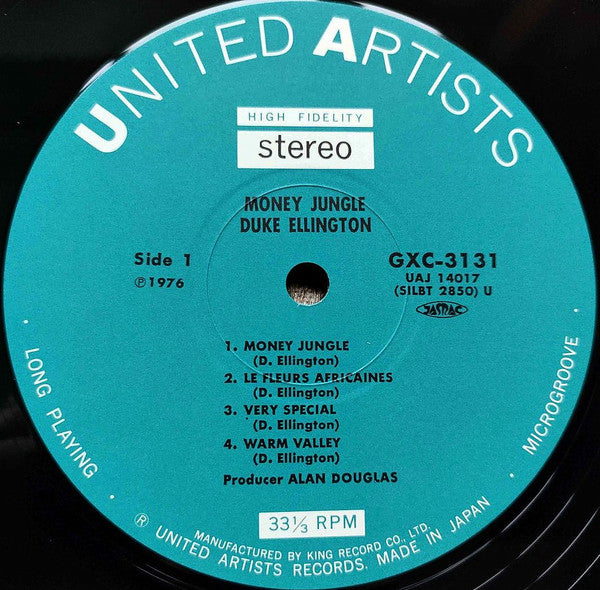 UNITED ARTISTS
HIGH FIDELITY
stereo
MONEY JUNGLE
DUKE ELLINGTON
Side 1
℗1976
GXC-3131
UAJ 14017
(SILBT 2850) U
JASRAC
1. MONEY JUNGLE
(D. Ellington)
2. LE FLEURS AFRICAINES
(D. Ellington)
3. VERY SPECIAL
(D. Ellington)
4. WARM VALLEY
(D. Ellington)
Producer ALAN DOUGLAS
33⅓ RPM
· LONG PLAYING ·
· MICROGROOVE ·
MANUFACTURED BY KING RECORD CO., LTD.
® UNITED ARTISTS RECORDS. MADE IN JAPAN